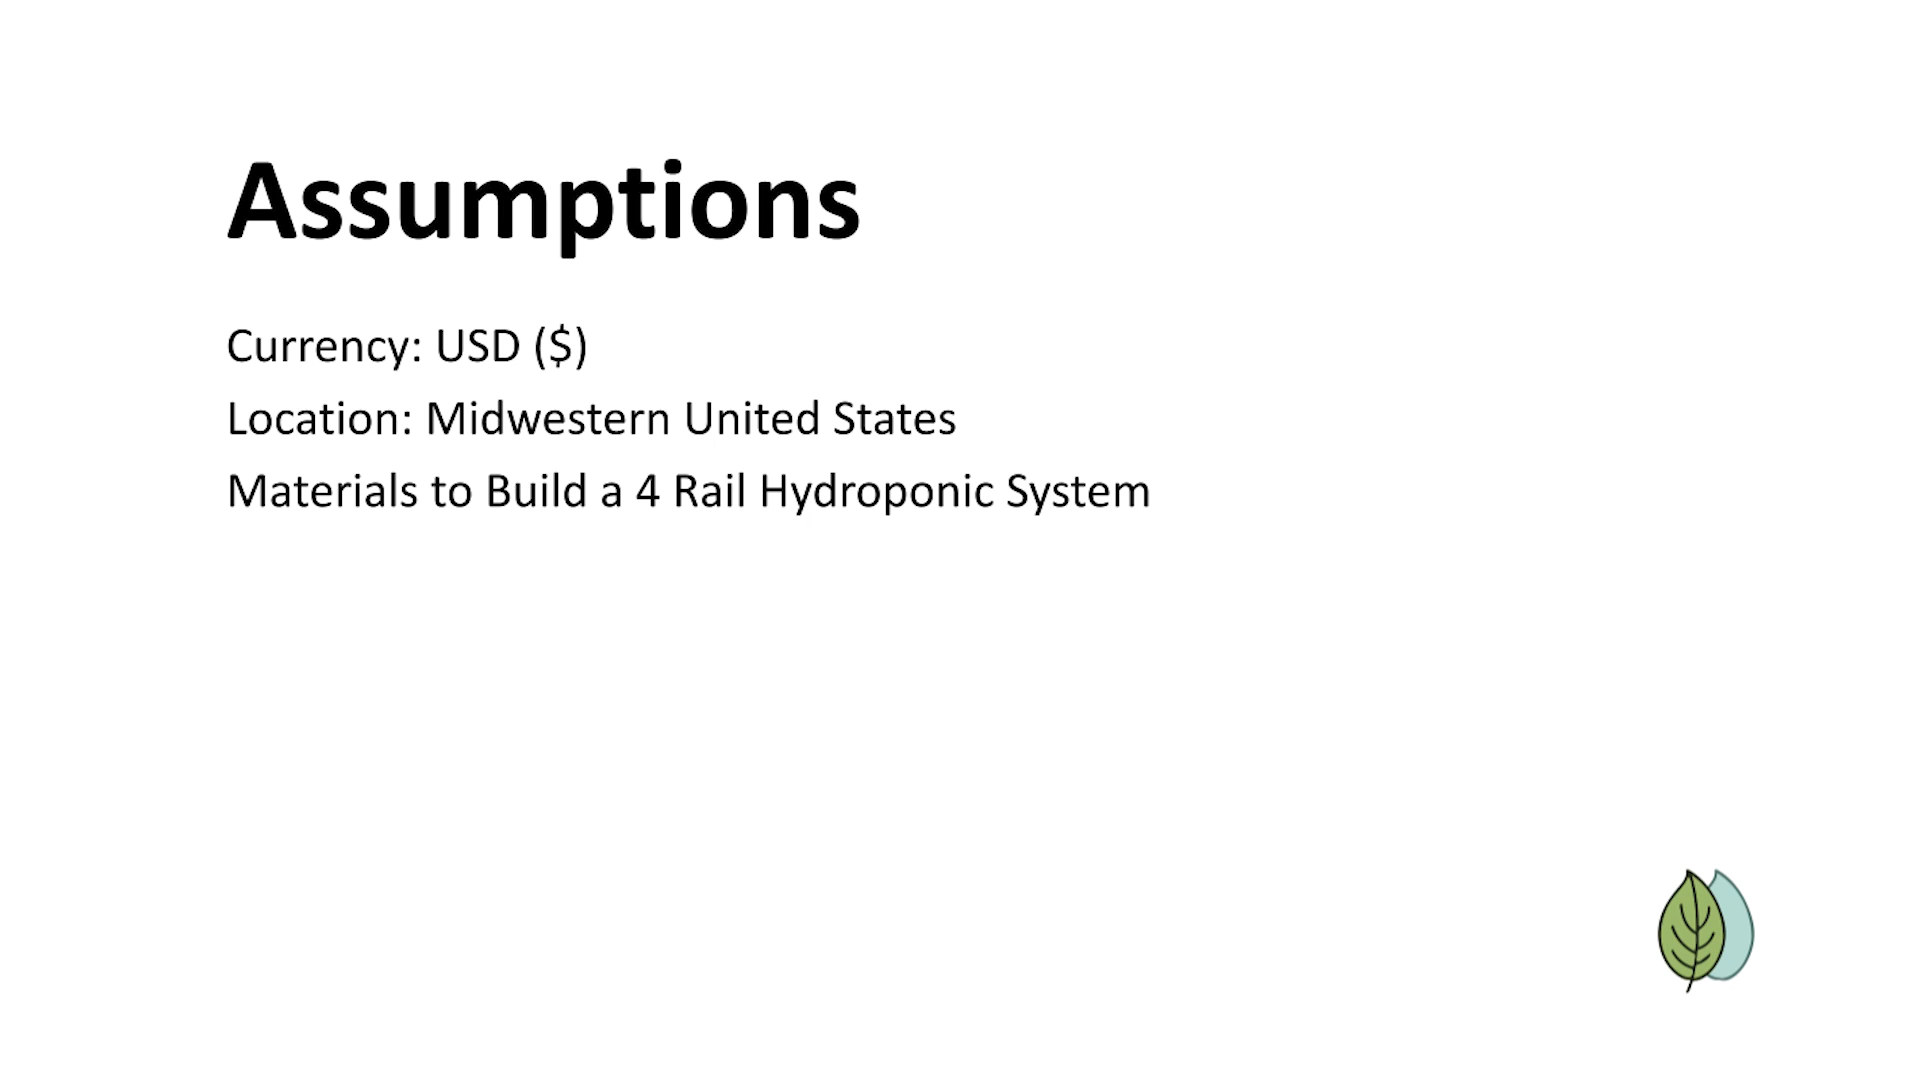 Assumptions
Currency: USD ($)
Location: Midwestern United States
Materials to Build a 4 Rail Hydroponic System